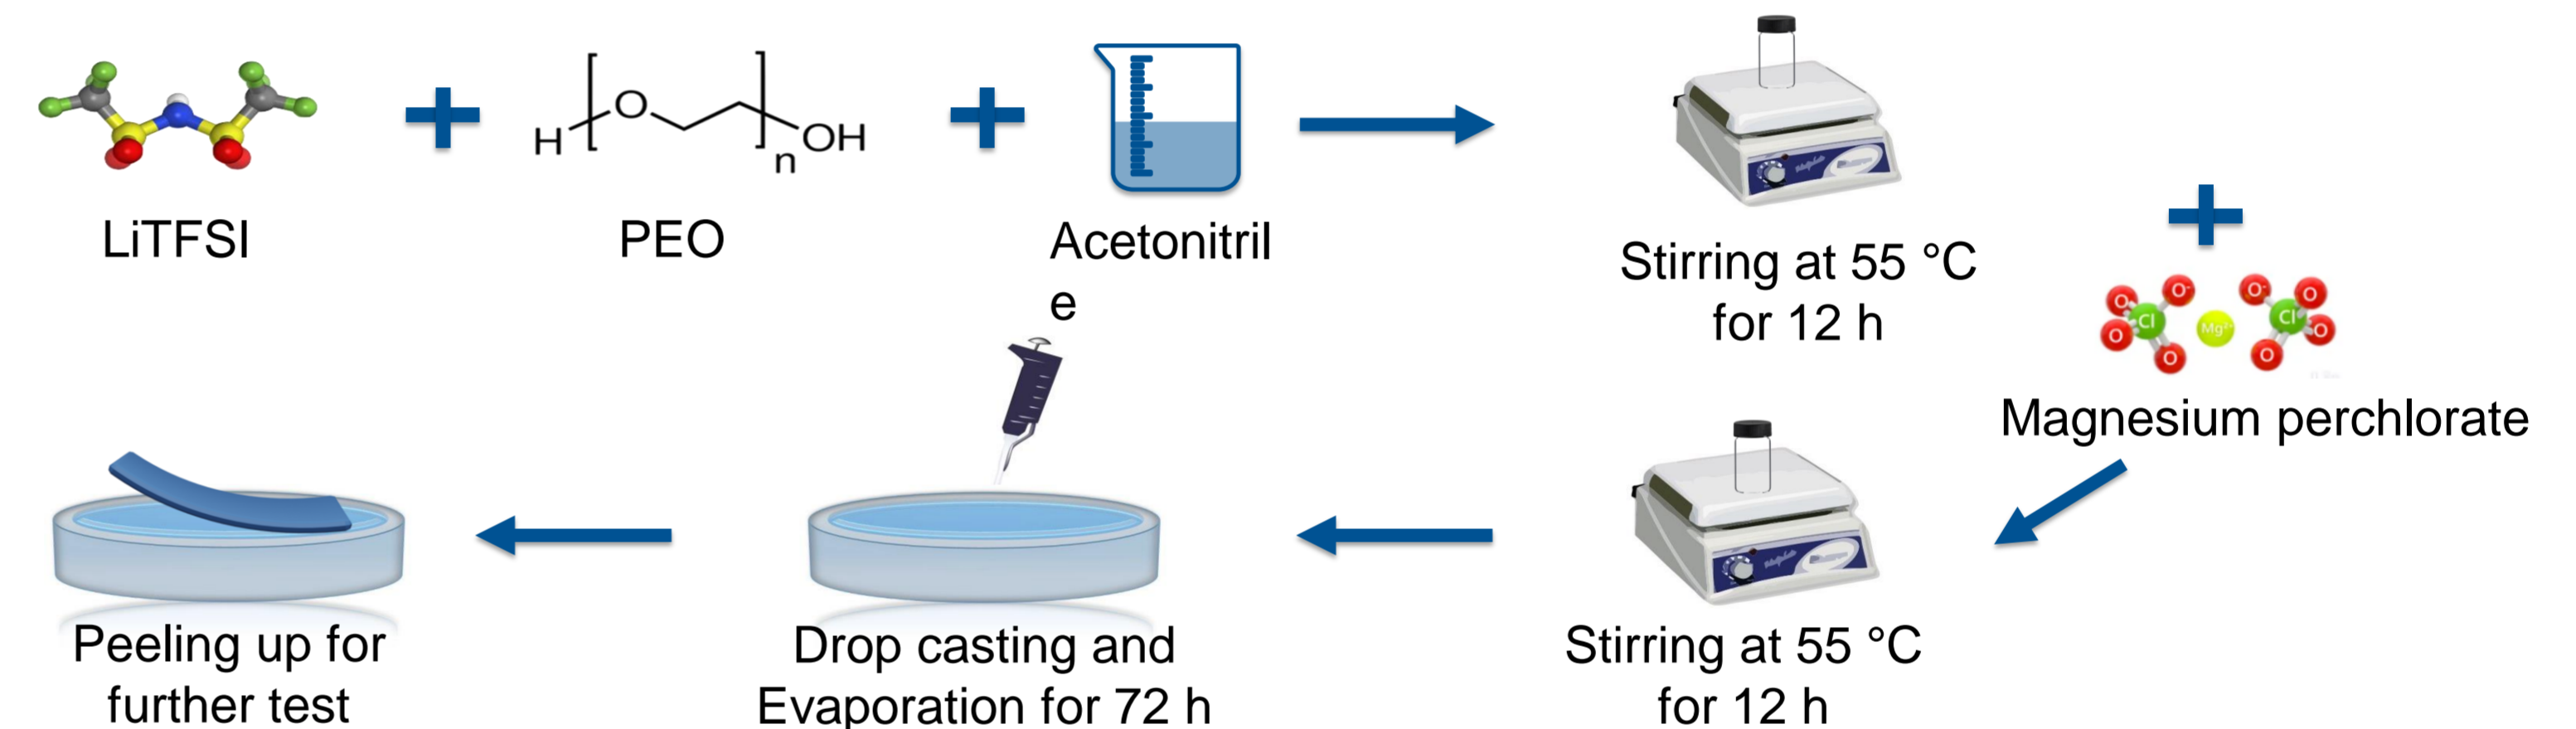 H
O
n
OH
LiTFSI
PEO
Acetonitril
e
Stirring at 55 °C
for 12 h
O
O⁻
O
O
Cl
Mg²⁺
O⁻
O
Cl
O
O
Magnesium perchlorate
Stirring at 55 °C
for 12 h
Drop casting and
Evaporation for 72 h
Peeling up for
further test